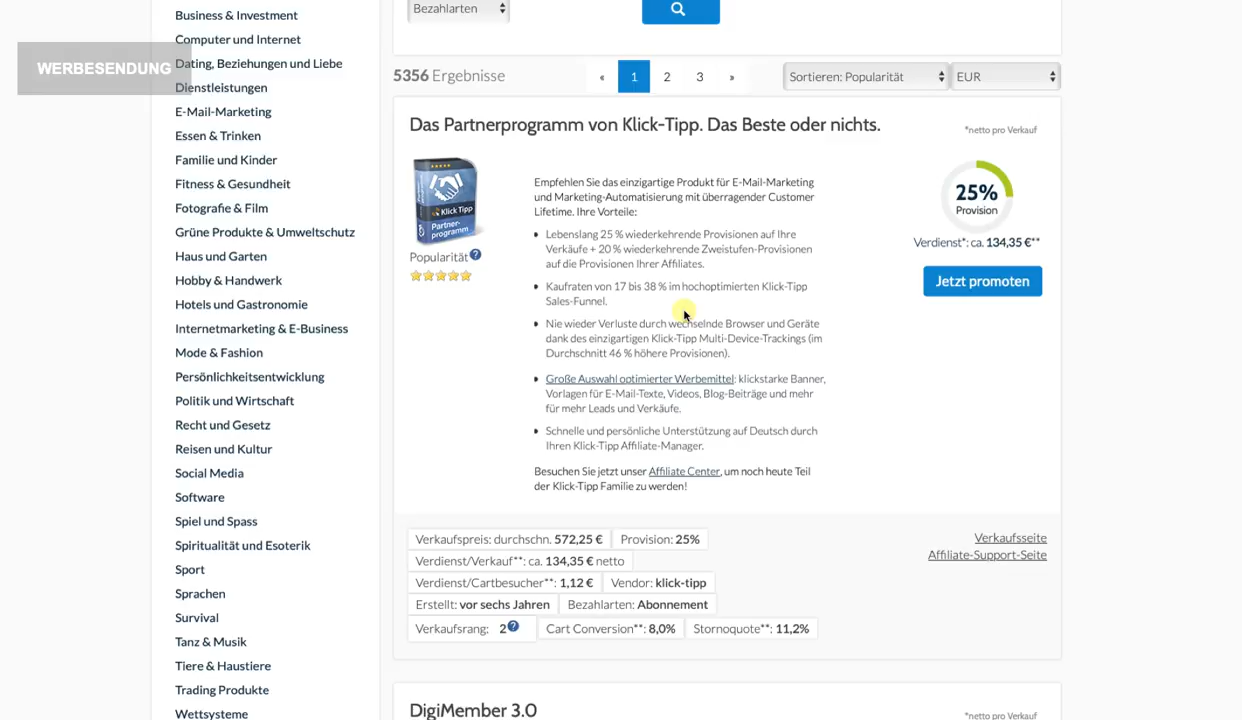 Bezahlarten
WERBESENDUNG
Business & Investment
Computer und Internet
Dating, Beziehungen und Liebe
Dienstleistungen
E-Mail-Marketing
Essen & Trinken
Familie und Kinder
Fitness & Gesundheit
Fotografie & Film
Grüne Produkte & Umweltschutz
Haus und Garten
Hobby & Handwerk
Hotels und Gastronomie
Internetmarketing & E-Business
Mode & Fashion
Persönlichkeitsentwicklung
Politik und Wirtschaft
Recht und Gesetz
Reisen und Kultur
Social Media
Software
Spiel und Spass
Spiritualität und Esoterik
Sport
Sprachen
Survival
Tanz & Musik
Tiere & Haustiere
Trading Produkte
Wettsysteme
5356 Ergebnisse
« 1 2 3 »
Sortieren: Popularität
EUR
Das Partnerprogramm von Klick-Tipp. Das Beste oder nichts.
*netto pro Verkauf
Klick Tipp
Partner-
programm
Popularität ?
Empfehlen Sie das einzigartige Produkt für E-Mail-Marketing
und Marketing-Automatisierung mit überragender Customer
Lifetime. Ihre Vorteile:
• Lebenslang 25 % wiederkehrende Provisionen auf Ihre
Verkäufe + 20 % wiederkehrende Zweistufen-Provisionen
auf die Provisionen Ihrer Affiliates.
• Kaufraten von 17 bis 38 % im hochoptimierten Klick-Tipp
Sales-Funnel.
• Nie wieder Verluste durch wechselnde Browser und Geräte
dank des einzigartigen Klick-Tipp Multi-Device-Trackings (im
Durchschnitt 46 % höhere Provisionen).
• Große Auswahl optimierter Werbemittel: klickstarke Banner,
Vorlagen für E-Mail-Texte, Videos, Blog-Beiträge und mehr
für mehr Leads und Verkäufe.
• Schnelle und persönliche Unterstützung auf Deutsch durch
Ihren Klick-Tipp Affiliate-Manager.
Besuchen Sie jetzt unser Affiliate Center, um noch heute Teil
der Klick-Tipp Familie zu werden!
25%
Provision
Verdienst*: ca. 134,35 €**
Jetzt promoten
Verkaufspreis: durchschn. 572,25 € Provision: 25%
Verdienst/Verkauf**: ca. 134,35 € netto
Verdienst/Cartbesucher**: 1,12 € Vendor: klick-tipp
Erstellt: vor sechs Jahren Bezahlarten: Abonnement
Verkaufsrang: 2 ? Cart Conversion**: 8,0% Stornoquote**: 11,2%
Verkaufsseite
Affiliate-Support-Seite
DigiMember 3.0
*netto pro Verkauf